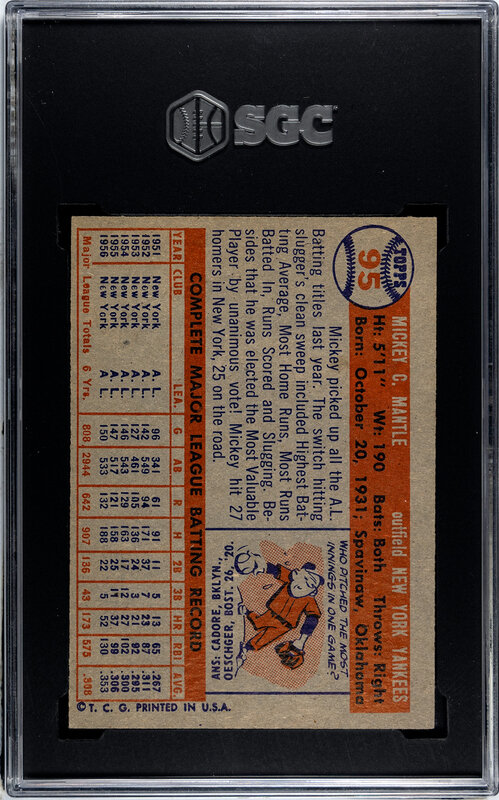 SGC
TOPPS
95
MICKEY C. MANTLE outfield NEW YORK YANKEES
Ht: 5'11" Wt: 190 Bats: Both Throws: Right
Born: October 20, 1931; Spavinaw, Oklahoma
Mickey picked up all the A.L.
Batting titles last year. The switch hitting
slugger's clean sweep included Highest Bat-
ting Average, Most Home Runs, Most Runs
Batted In, Runs Scored and Slugging. Be-
sides that he was elected the Most Valuable
Player by unanimous vote! Mickey hit 27
homers in New York, 25 on the road.
WHO PITCHED THE MOST
INNINGS IN ONE GAME?
ANS: CADORE, BKLYN.
OESCHGER, BOST. 26, '20.
COMPLETE MAJOR LEAGUE BATTING RECORD
YEAR CLUB LEA. G AB R H 2B 3B HR RBI AVG.
1951 New York A. L. 96 341 61 91 11 5 13 65 .267
1952 New York A. L. 142 549 94 171 37 7 23 87 .311
1953 New York A. L. 127 461 105 136 24 3 21 92 .295
1954 New York A. L. 146 543 129 163 17 12 27 102 .300
1955 New York A. L. 147 517 121 158 25 11 37 99 .306
1956 New York A. L. 150 533 132 188 22 5 52 130 .353
Major League Totals 6 Yrs. 808 2944 642 907 136 43 173 575 .308
© T. C. G. PRINTED IN U.S.A.